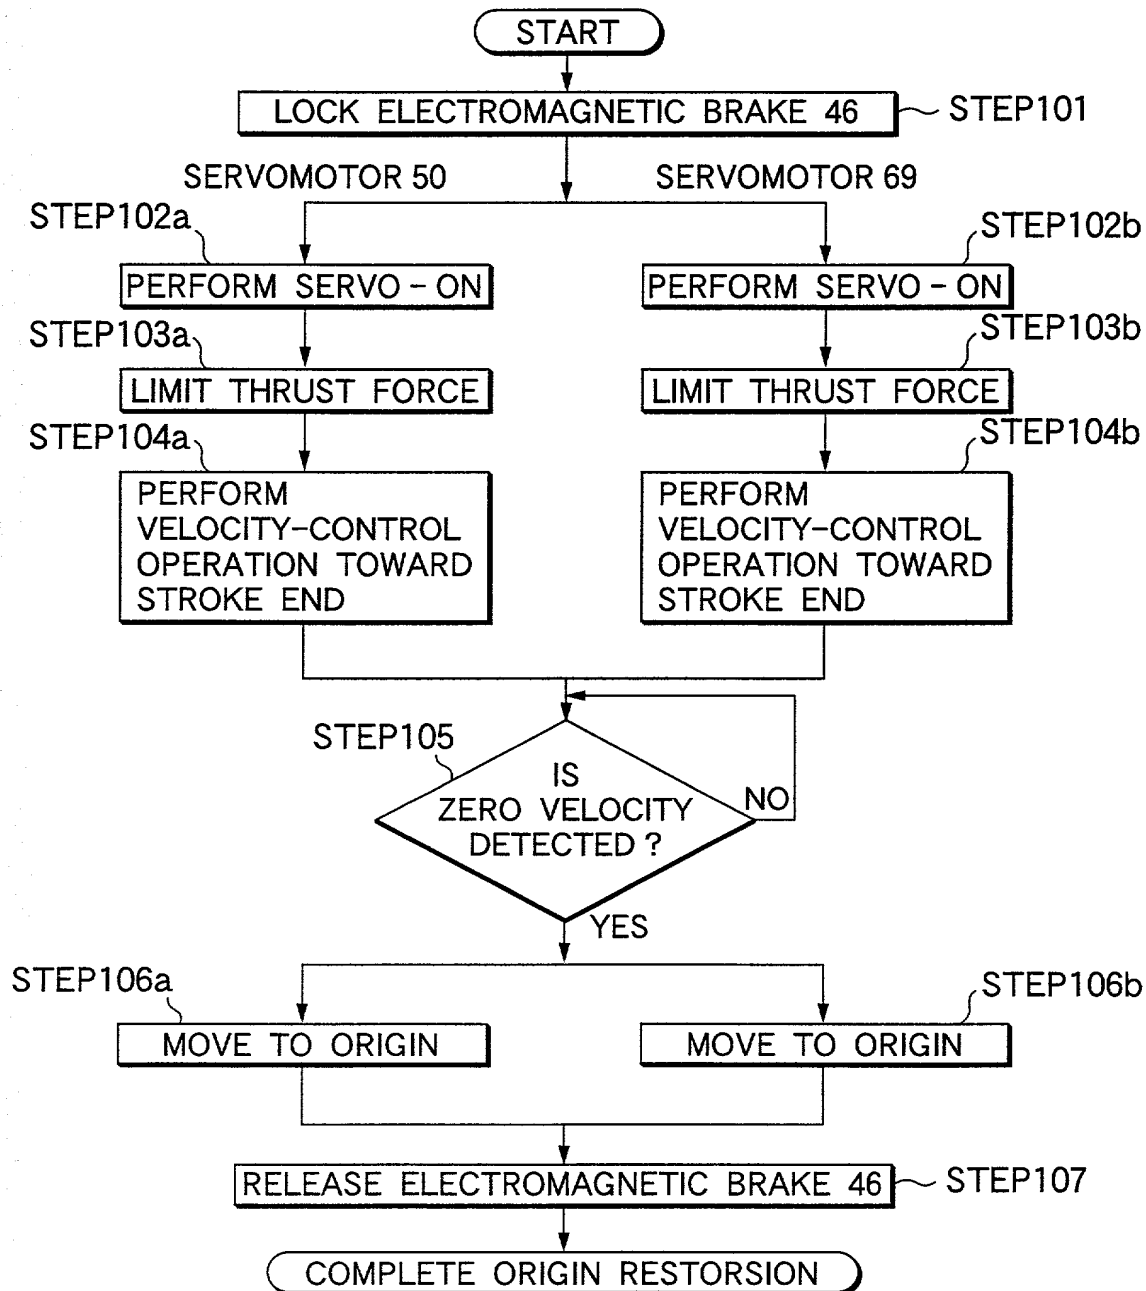 START
LOCK ELECTROMAGNETIC BRAKE 46
STEP101
SERVOMOTOR 50
SERVOMOTOR 69
STEP102a
STEP102b
PERFORM SERVO-ON
PERFORM SERVO-ON
STEP103a
STEP103b
LIMIT THRUST FORCE
LIMIT THRUST FORCE
STEP104a
STEP104b
PERFORM
VELOCITY-CONTROL
OPERATION TOWARD
STROKE END
PERFORM
VELOCITY-CONTROL
OPERATION TOWARD
STROKE END
STEP105
IS
ZERO VELOCITY
DETECTED ?
NO
YES
STEP106a
STEP106b
MOVE TO ORIGIN
MOVE TO ORIGIN
RELEASE ELECTROMAGNETIC BRAKE 46
STEP107
COMPLETE ORIGIN RESTORSION